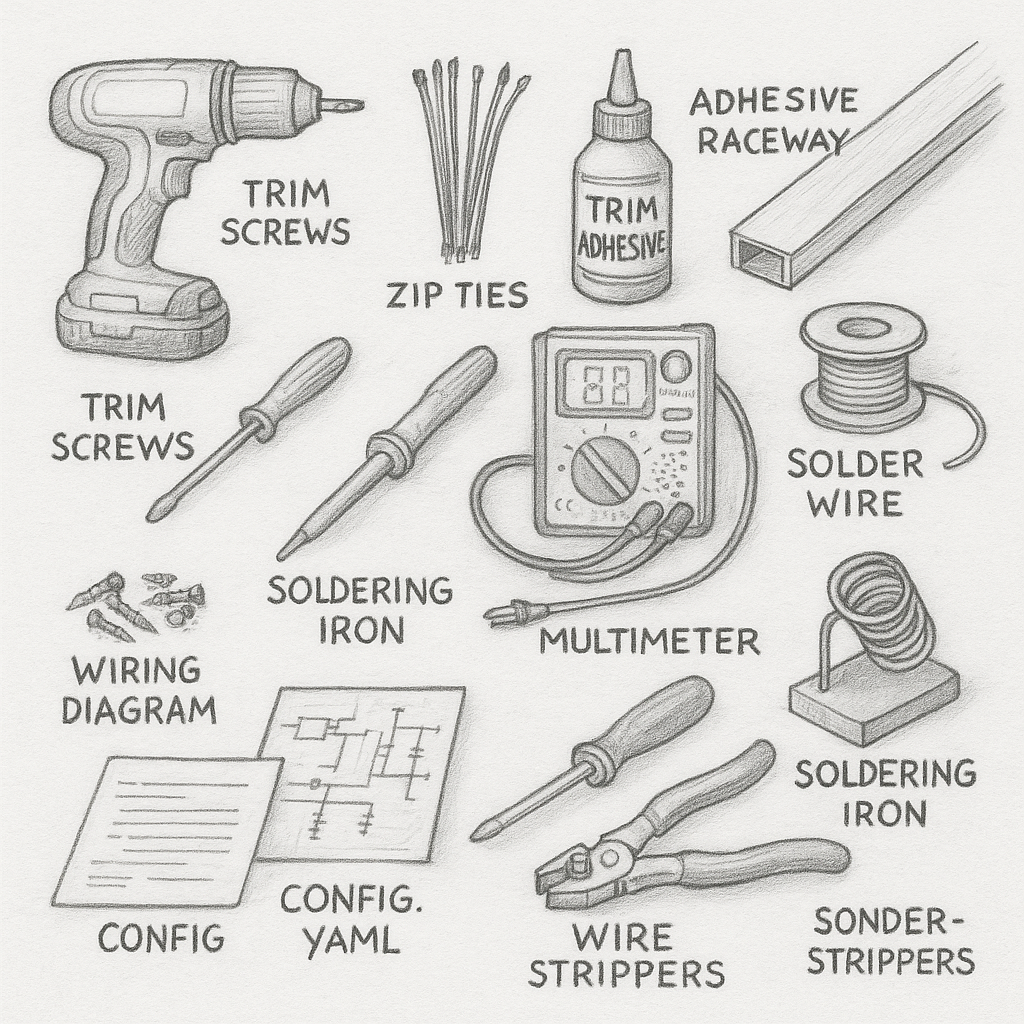 TRIM
SCREWS
ZIP TIES
TRIM
ADHESIVE
ADHESIVE
RACEWAY
TRIM
SCREWS
SOLDERING
IRON
MULTIMETER
SOLDER
WIRE
WIRING
DIAGRAM
SOLDERING
IRON
CONFIG
CONFIG.
YAML
WIRE
STRIPPERS
SONDER-
STRIPPERS